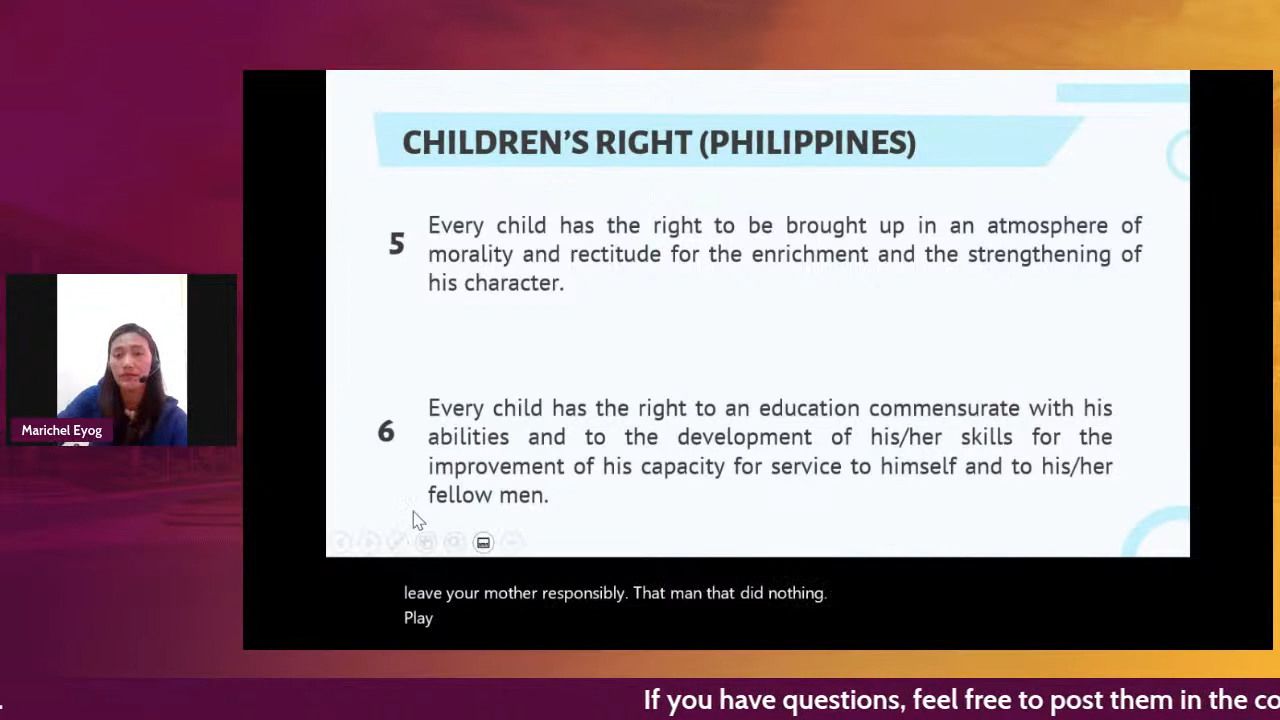 CHILDREN'S RIGHT (PHILIPPINES)
5
Every child has the right to be brought up in an atmosphere of
morality and rectitude for the enrichment and the strengthening of
his character.
6
Every child has the right to an education commensurate with his
abilities and to the development of his/her skills for the
improvement of his capacity for service to himself and to his/her
fellow men.
Marichel Eyog
leave your mother responsibly. That man that did nothing.
Play
. If you have questions, feel free to post them in the co